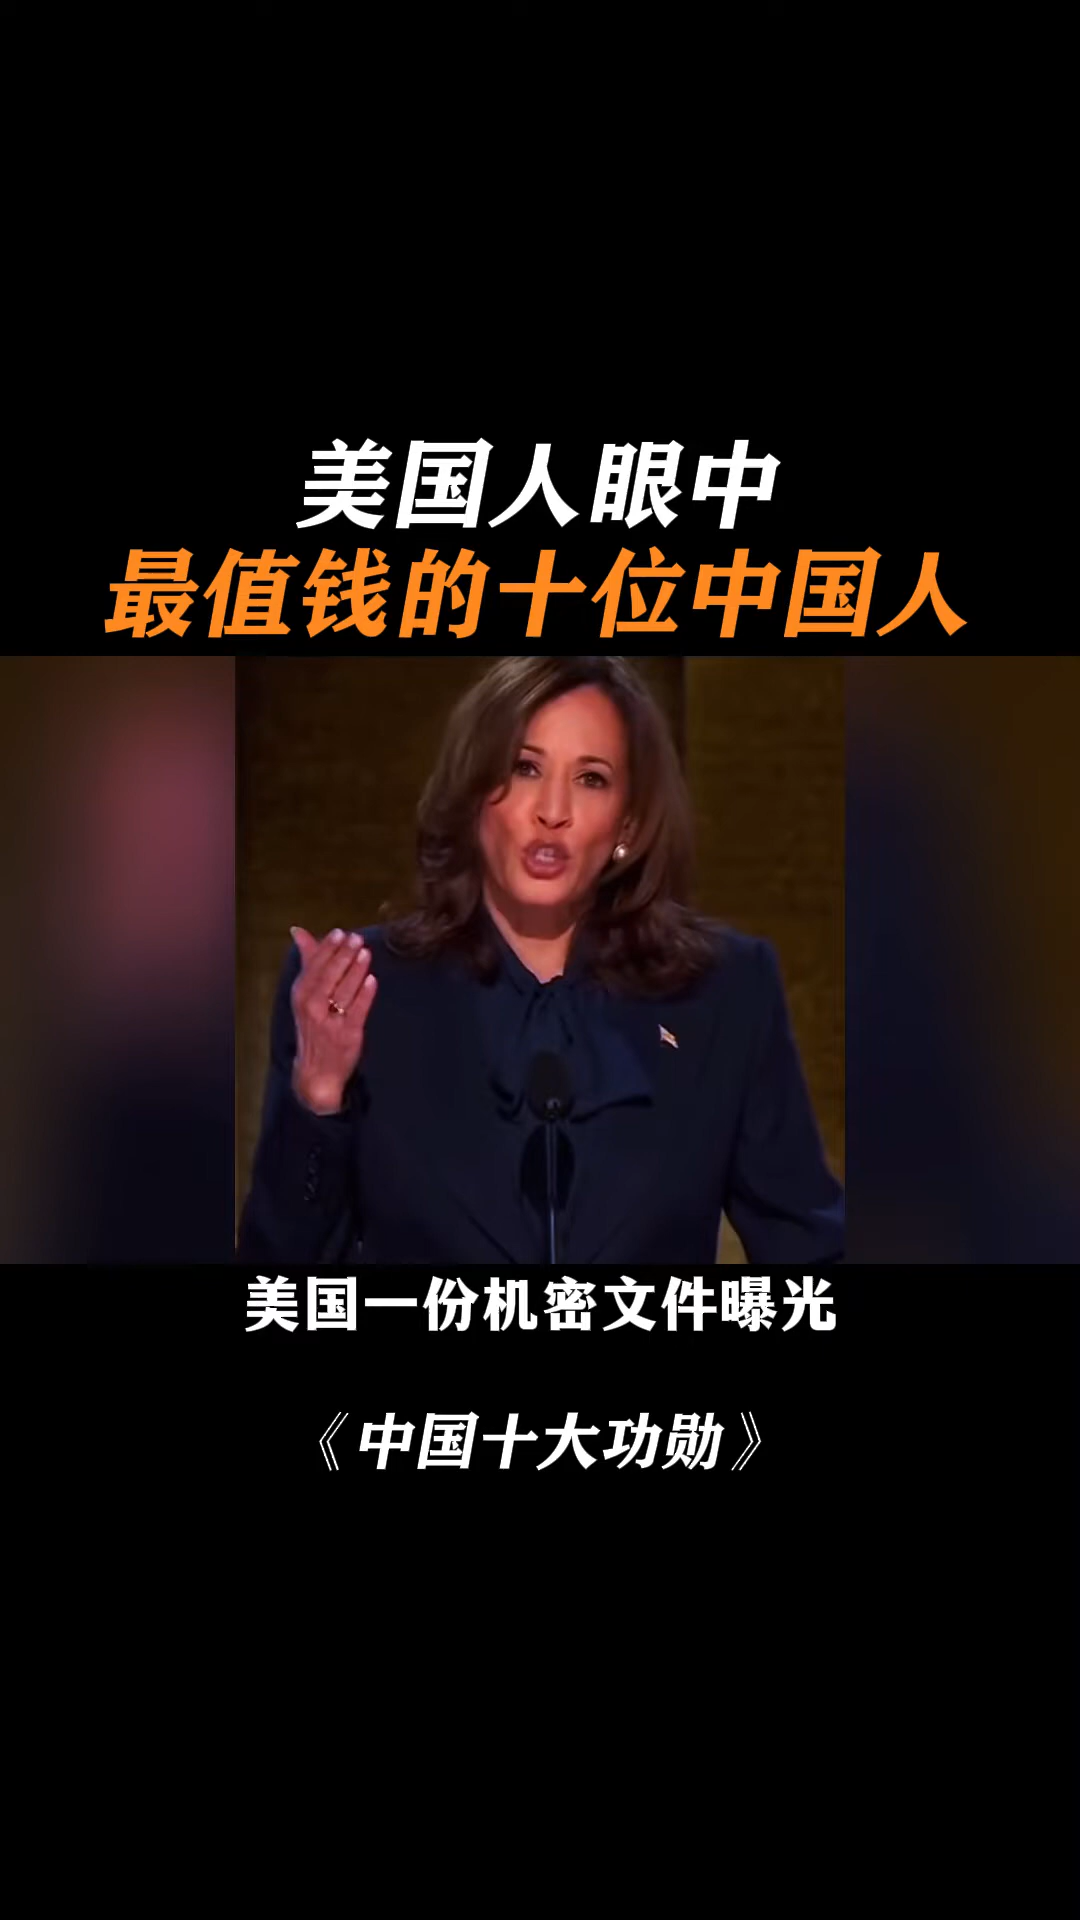 美国人眼中
最值钱的十位中国人
美国一份机密文件曝光
《中国十大功勋》